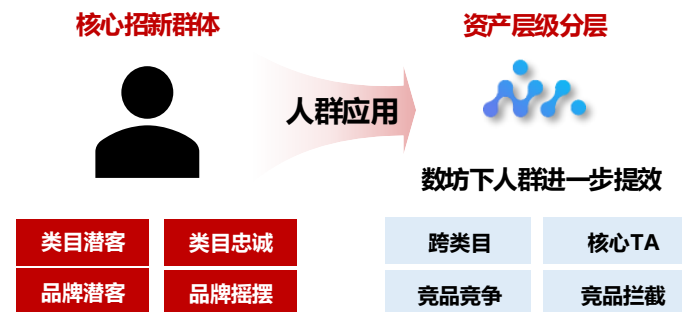 核心招新群体
资产层级分层
人群应用
数坊下人群进一步提效
类目潜客
类目忠诚
品牌潜客
品牌摇摆
跨类目
核心TA
竞品竞争
竞品拦截